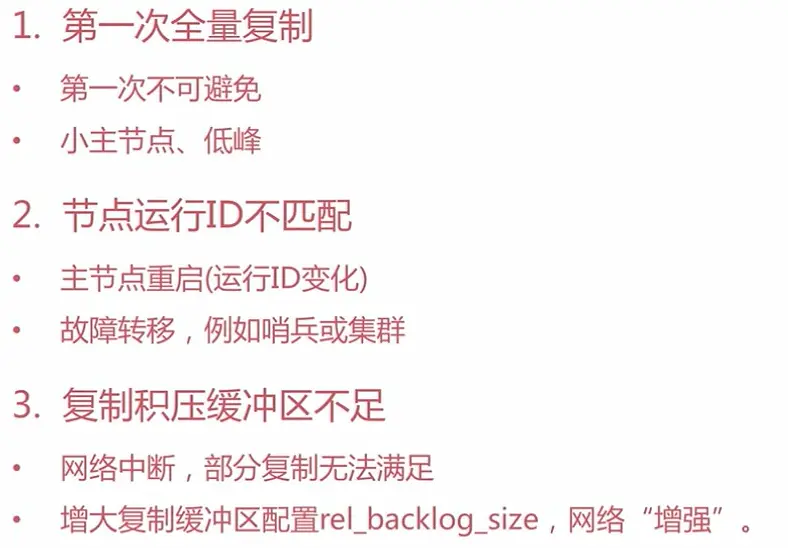 1. 第一次全量复制
• 第一次不可避免
• 小主节点、低峰
2. 节点运行ID不匹配
• 主节点重启(运行ID变化)
• 故障转移，例如哨兵或集群
3. 复制积压缓冲区不足
• 网络中断，部分复制无法满足
• 增大复制缓冲区配置rel_backlog_size，网络“增强”。